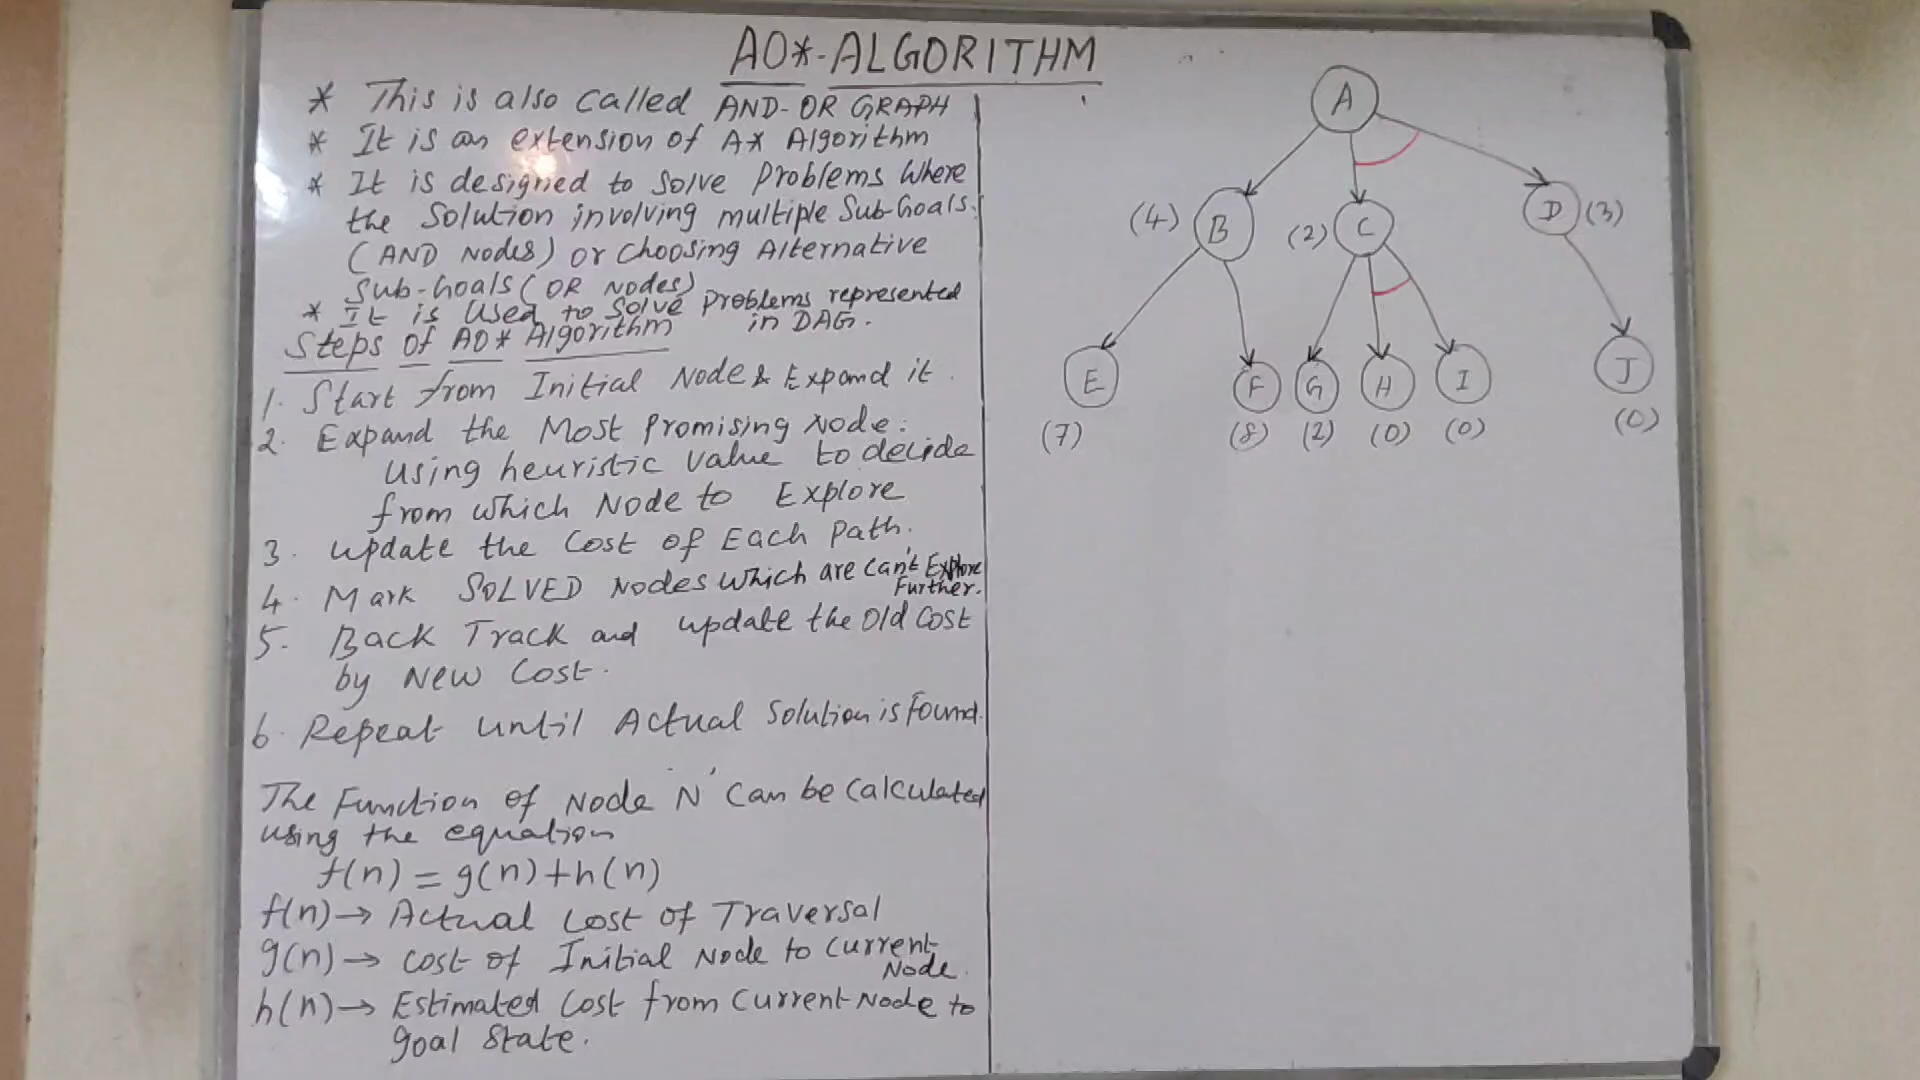 AO*-ALGORITHM
* This is also called AND-OR GRAPH
* It is an extension of A* Algorithm
* It is designed to solve Problems Where
the Solution involving multiple Sub-Goals.
(AND Nodes) or choosing Alternative
Sub-Goals (OR Nodes)
* It is used to Solve Problems represented
in DAG.
Steps of AO* Algorithm
1. Start from Initial Node & Expand it.
2. Expand the Most Promising Node.
using heuristic value to decide
from which Node to Explore
3. update the Cost of Each Path.
4. Mark SOLVED Nodes which are can't Explore
Further.
5. Back Track and update the Old Cost
by New Cost.
6. Repeat until Actual Solution is found.
The Function of Node 'N' can be calculated
using the equation
f(n) = g(n)+h(n)
f(n) → Actual Cost of Traversal
g(n) → cost of Initial Node to Current
Node.
h(n) → Estimated Cost from Current Node to
goal State.
A
(4) B (2) C D (3)
E F G H I J
(7) (8) (2) (0) (0) (0)